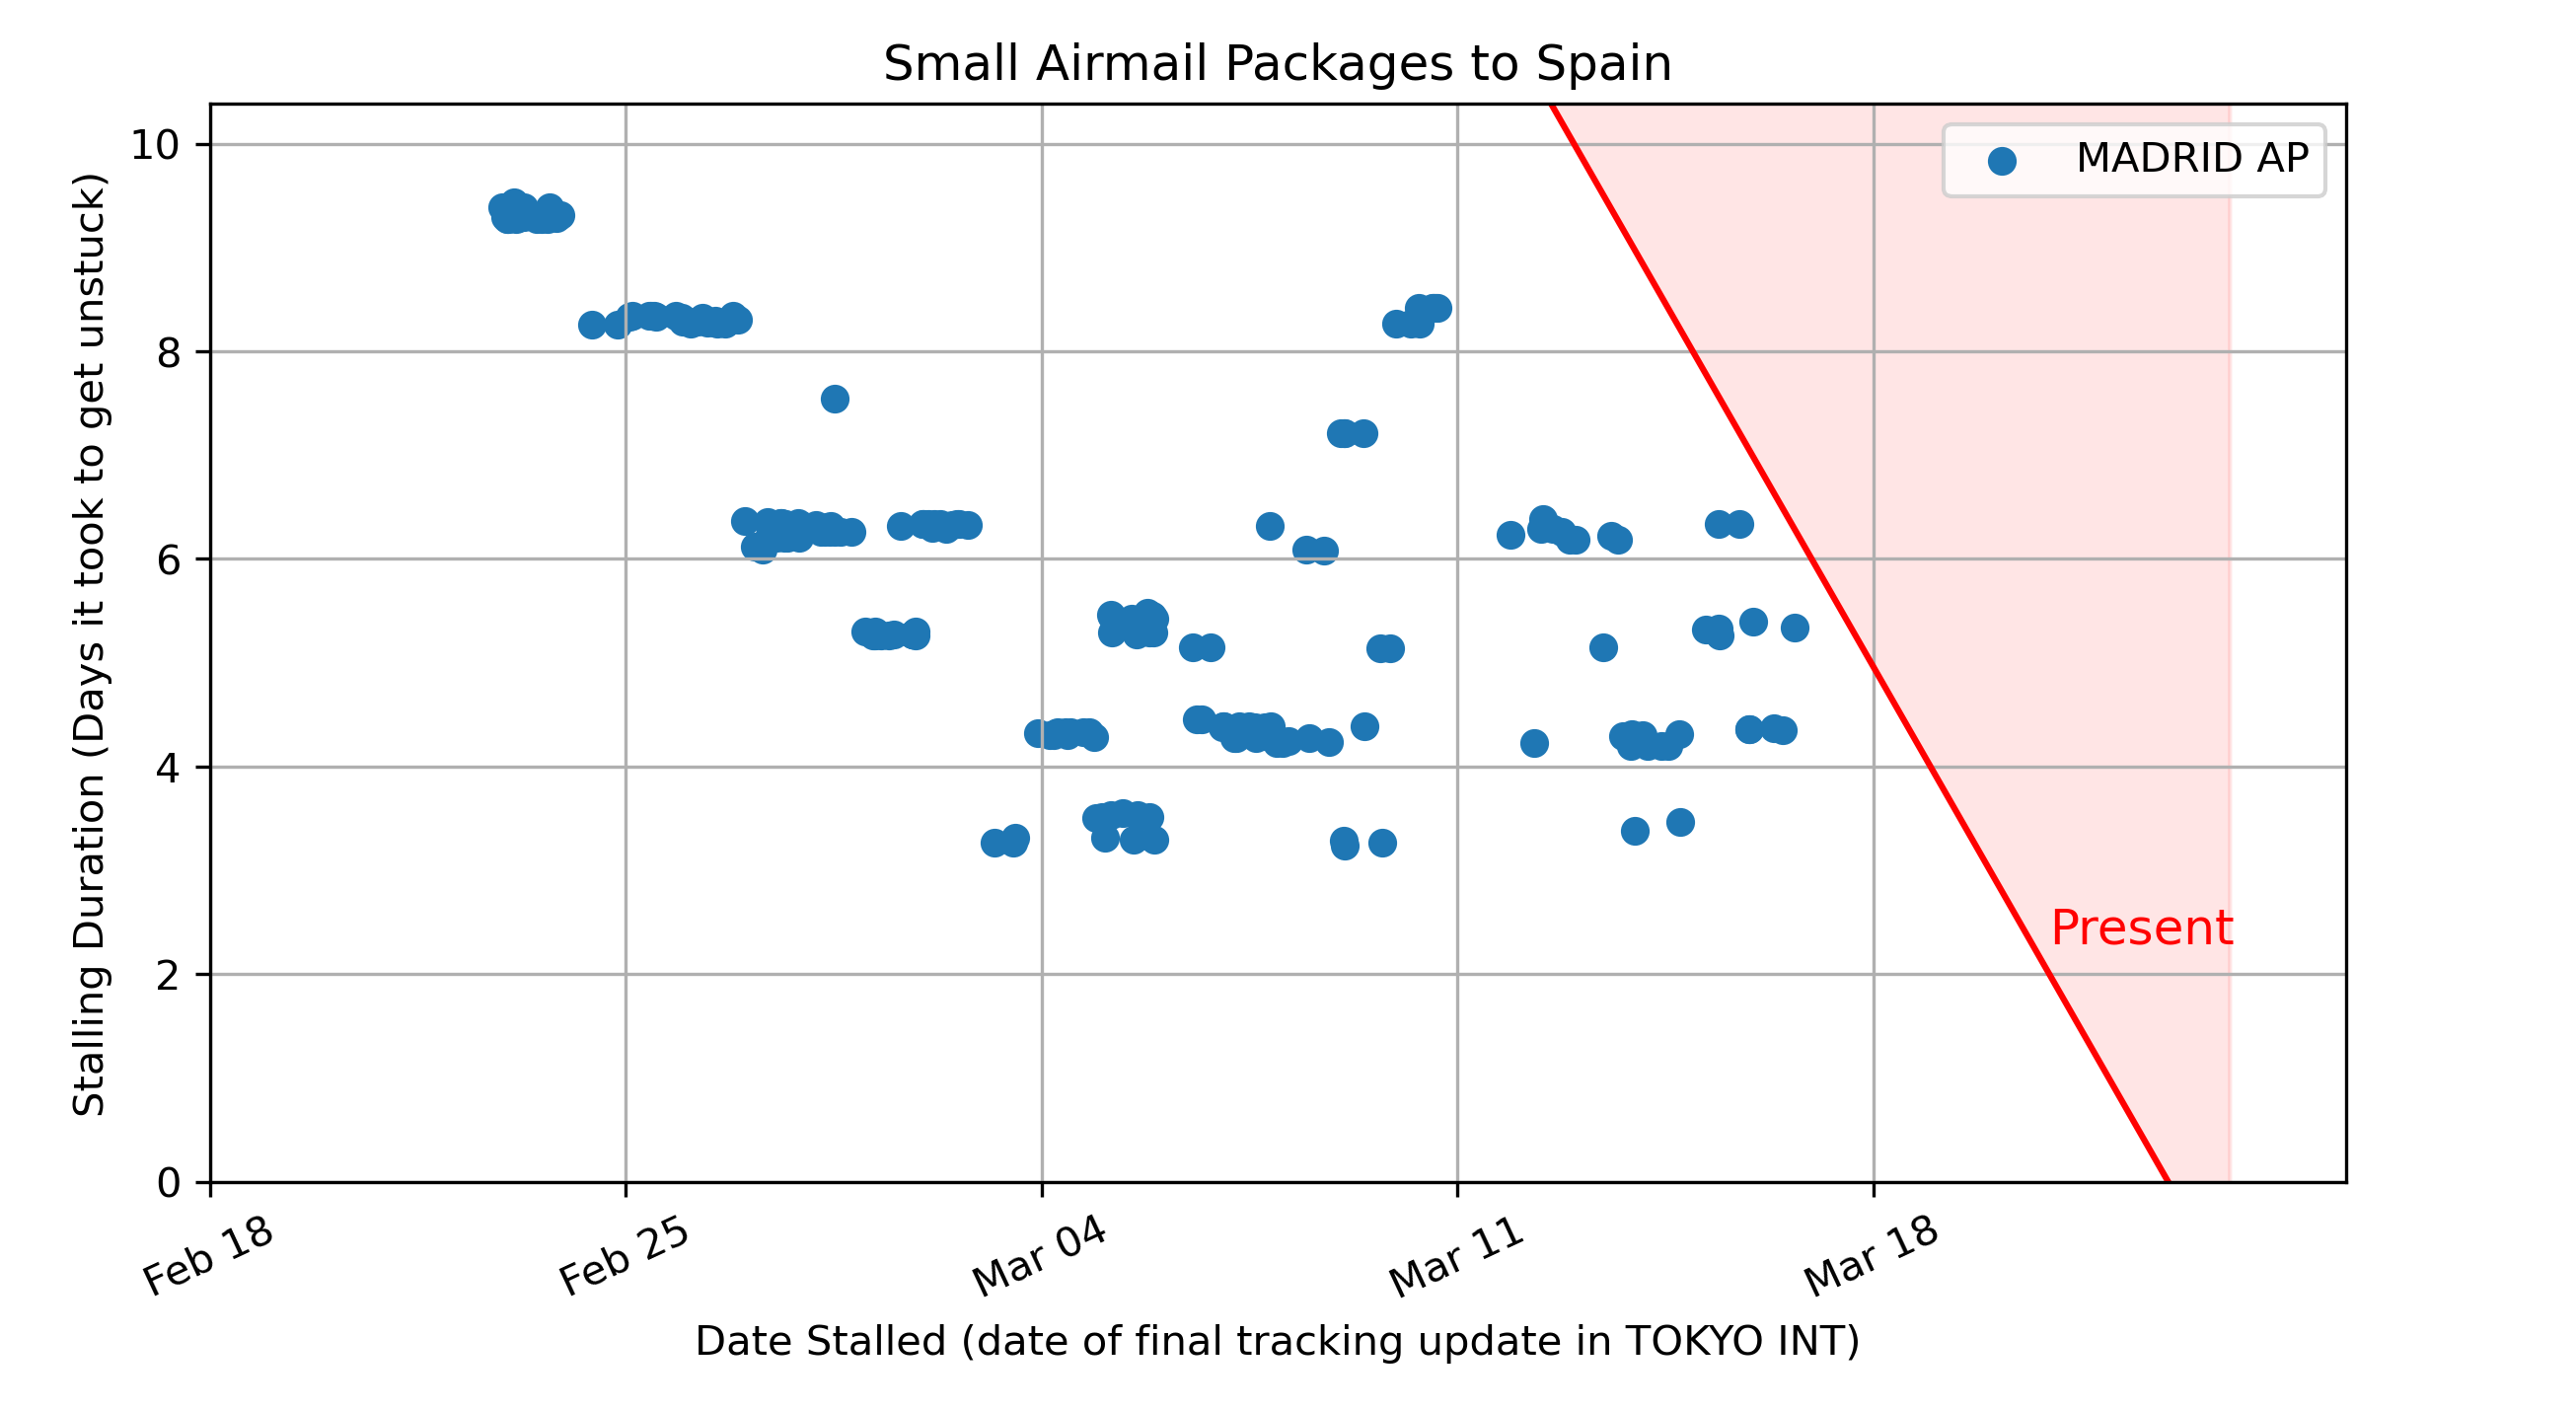 Small Airmail Packages to Spain
MADRID AP
Stalling Duration (Days it took to get unstuck)
10
8
6
4
2
0
Present
Feb 18
Feb 25
Mar 04
Mar 11
Mar 18
Date Stalled (date of final tracking update in TOKYO INT)